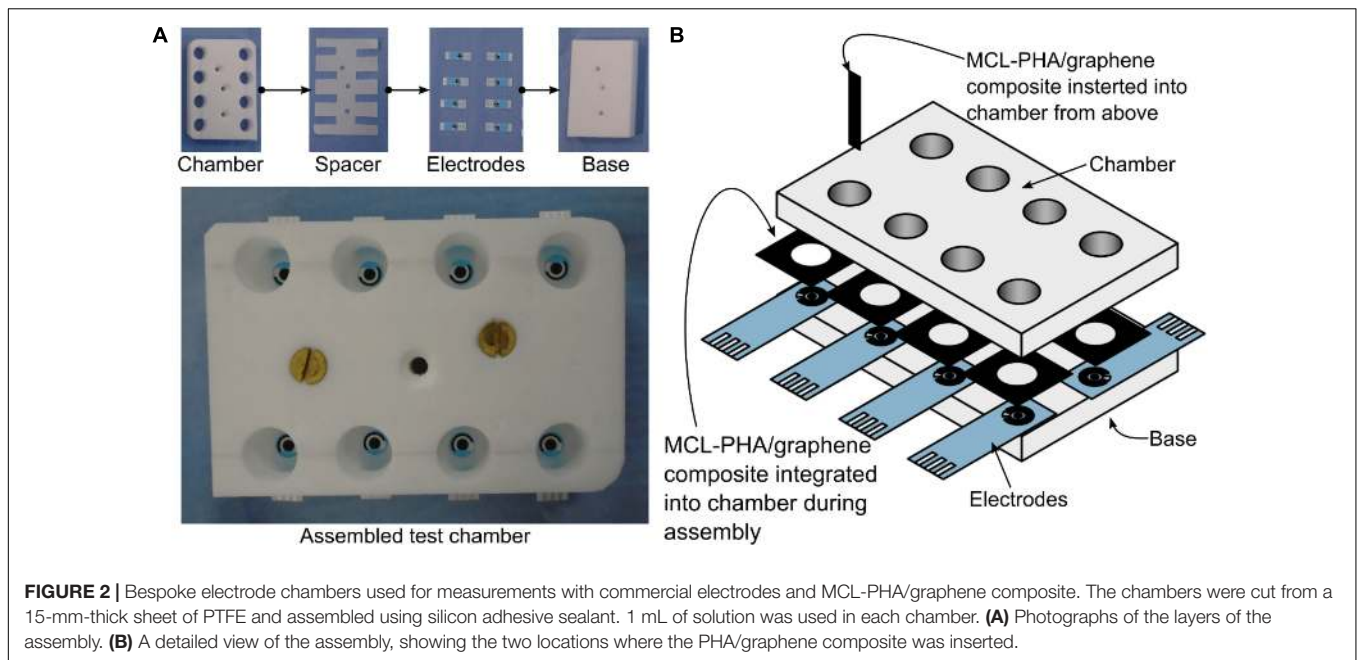 A
Chamber
Spacer
Electrodes
Base
Assembled test chamber
B
MCL-PHA/graphene
composite insterted into
chamber from above
Chamber
MCL-PHA/graphene
composite integrated
into chamber during
assembly
Electrodes
Base
FIGURE 2 | Bespoke electrode chambers used for measurements with commercial electrodes and MCL-PHA/graphene composite. The chambers were cut from a
15-mm-thick sheet of PTFE and assembled using silicon adhesive sealant. 1 mL of solution was used in each chamber. (A) Photographs of the layers of the
assembly. (B) A detailed view of the assembly, showing the two locations where the PHA/graphene composite was inserted.